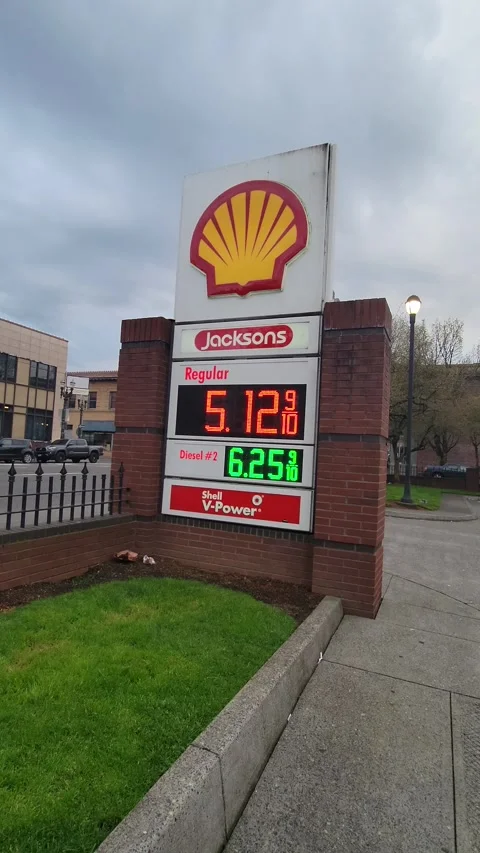 Jacksons
Regular
5.12 9/10
Diesel #2 6.25 9/10
Shell
V-Power